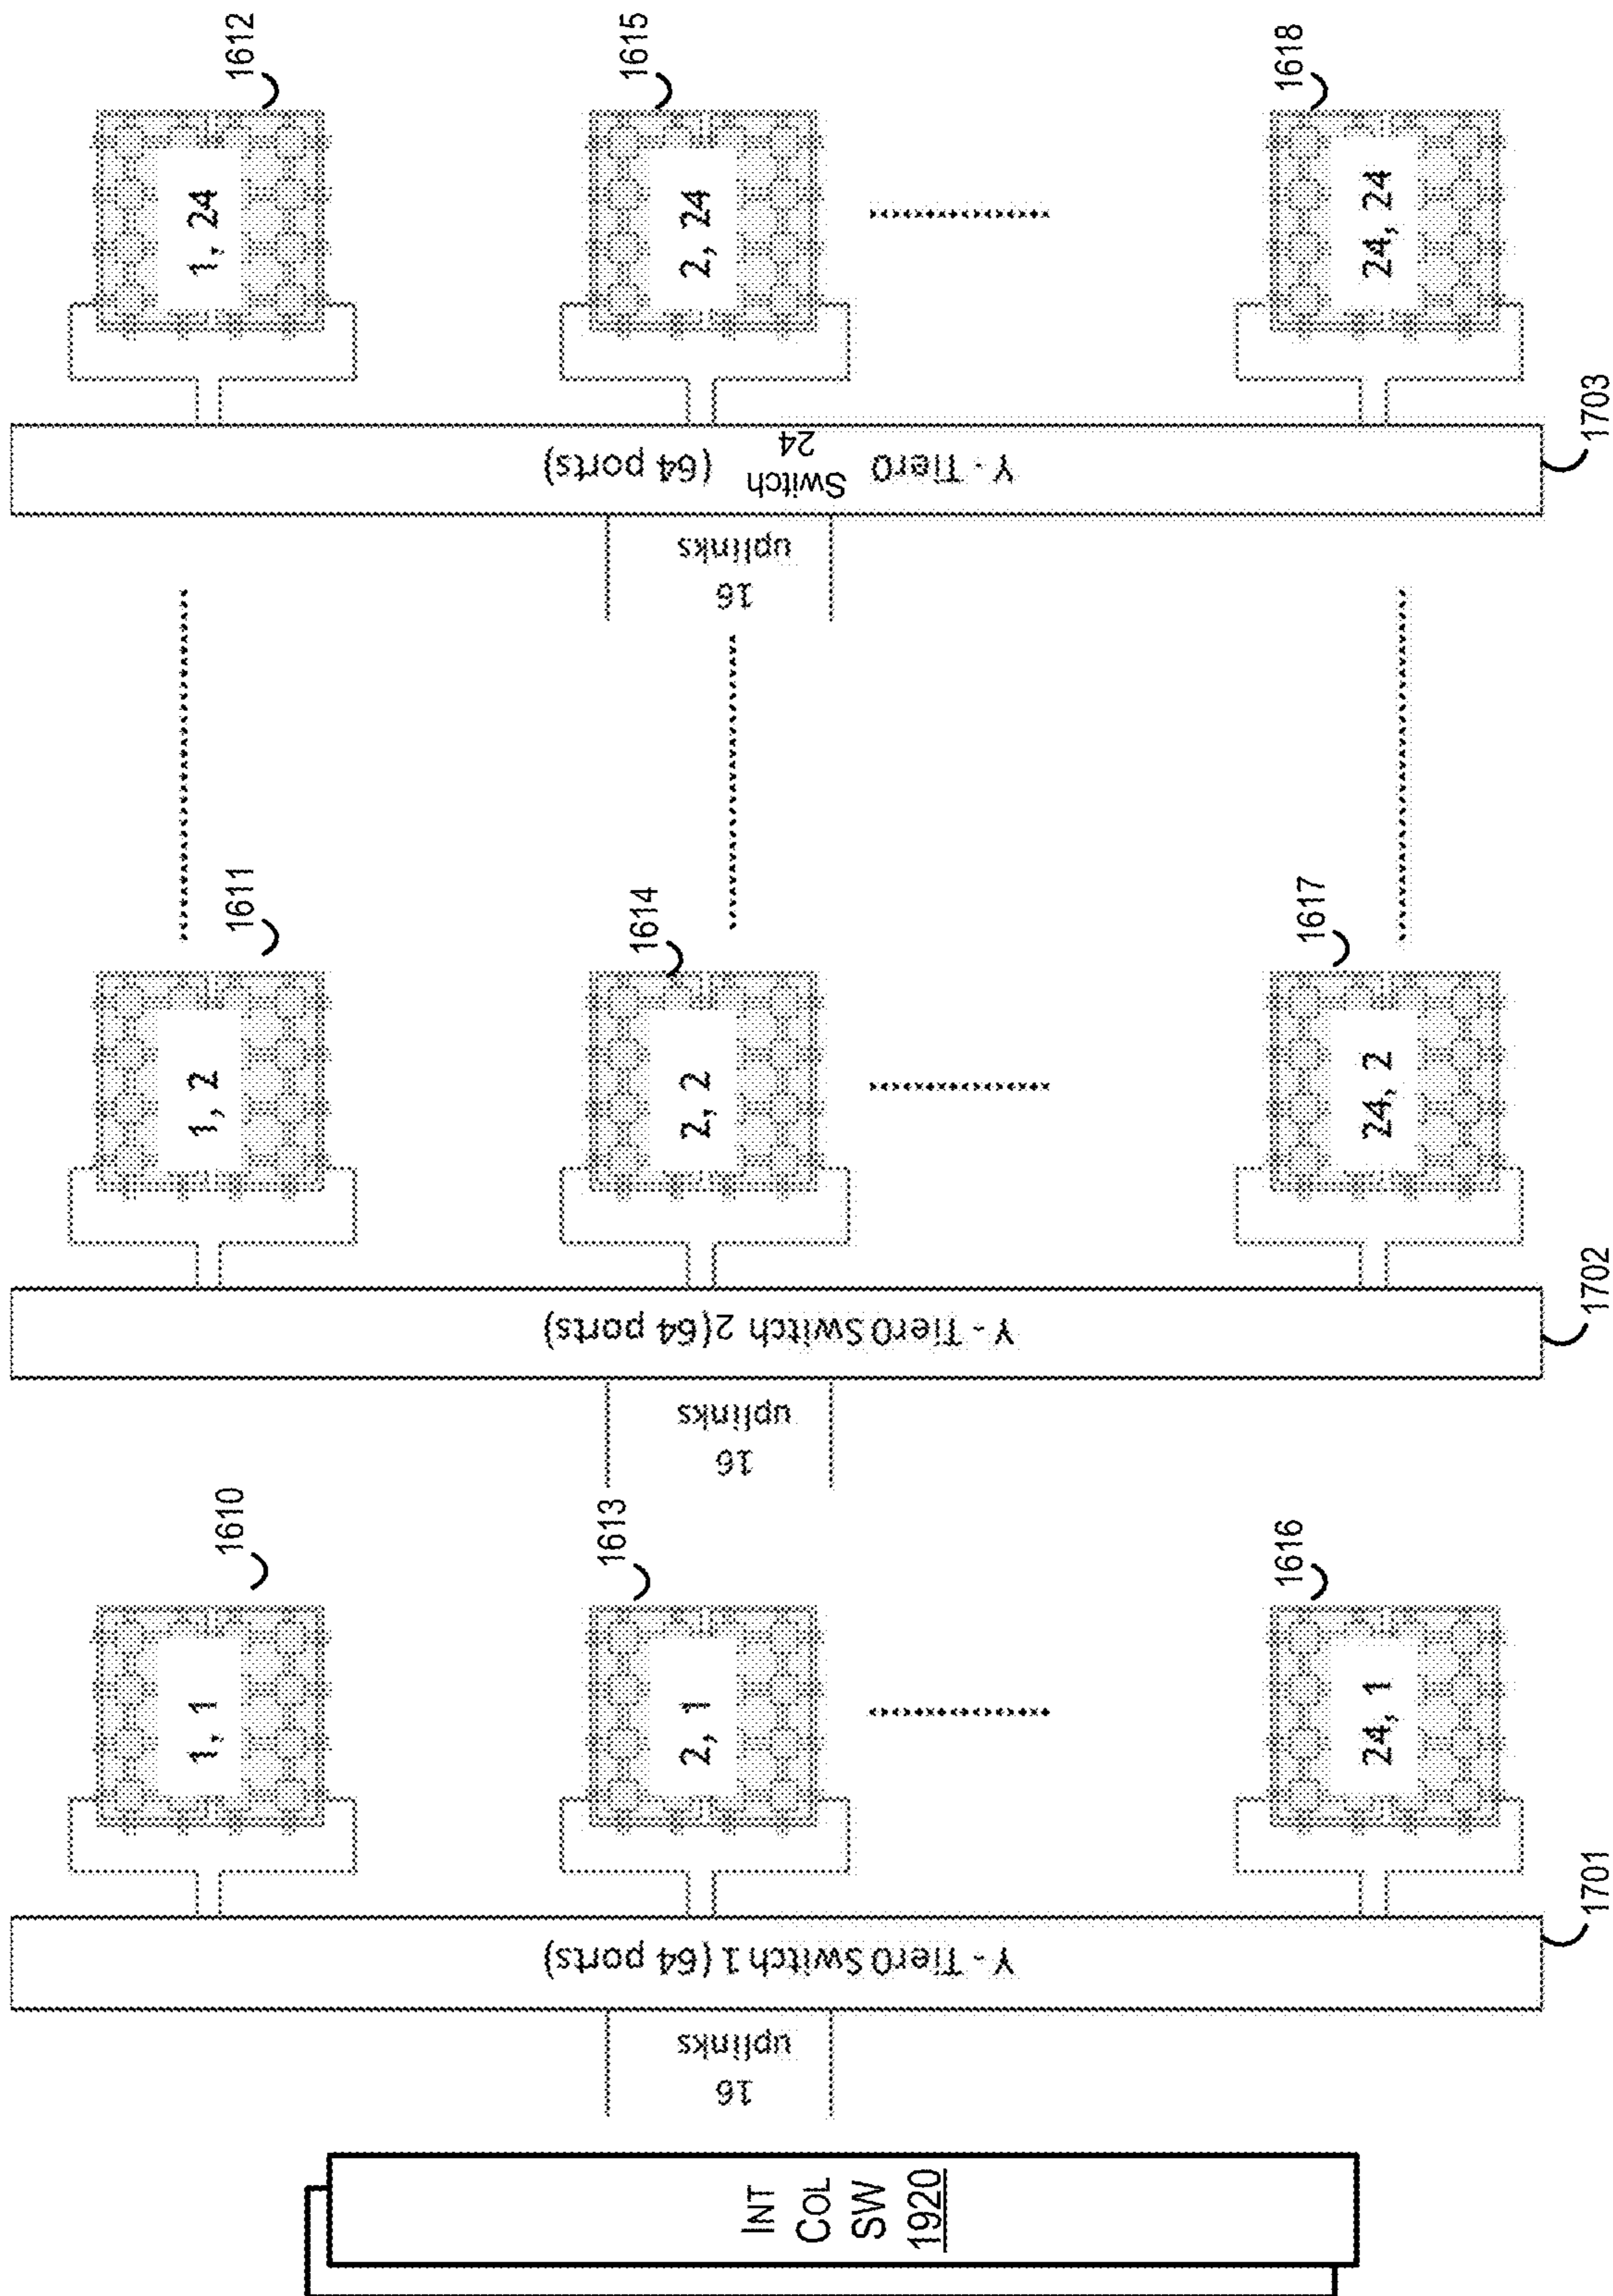 INT
COL
SW
1920
16
uplinks
Y - Tier0 Switch 1 (64 ports)
1701
1, 1
1610
2, 1
1613
24, 1
1616
16
uplinks
Y - Tier0 Switch 2 (64 ports)
1702
1, 2
1611
2, 2
1614
24, 2
1617
16
uplinks
Y - Tier0 Switch 24 (64 ports)
1703
1, 24
1612
2, 24
1615
24, 24
1618